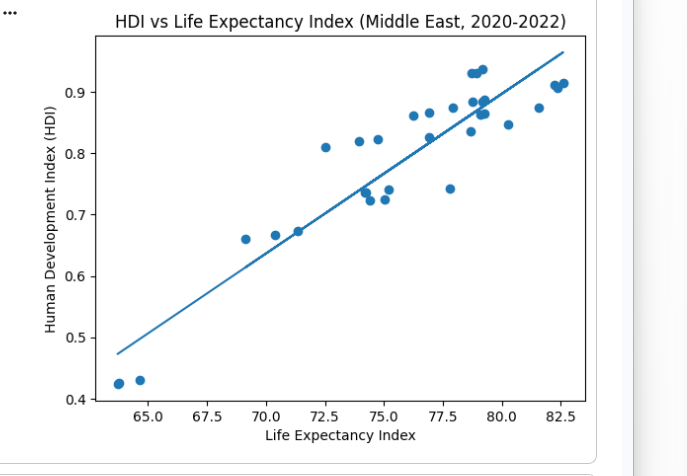 ...
HDI vs Life Expectancy Index (Middle East, 2020-2022)
Human Development Index (HDI)
0.9
0.8
0.7
0.6
0.5
0.4
65.0 67.5 70.0 72.5 75.0 77.5 80.0 82.5
Life Expectancy Index